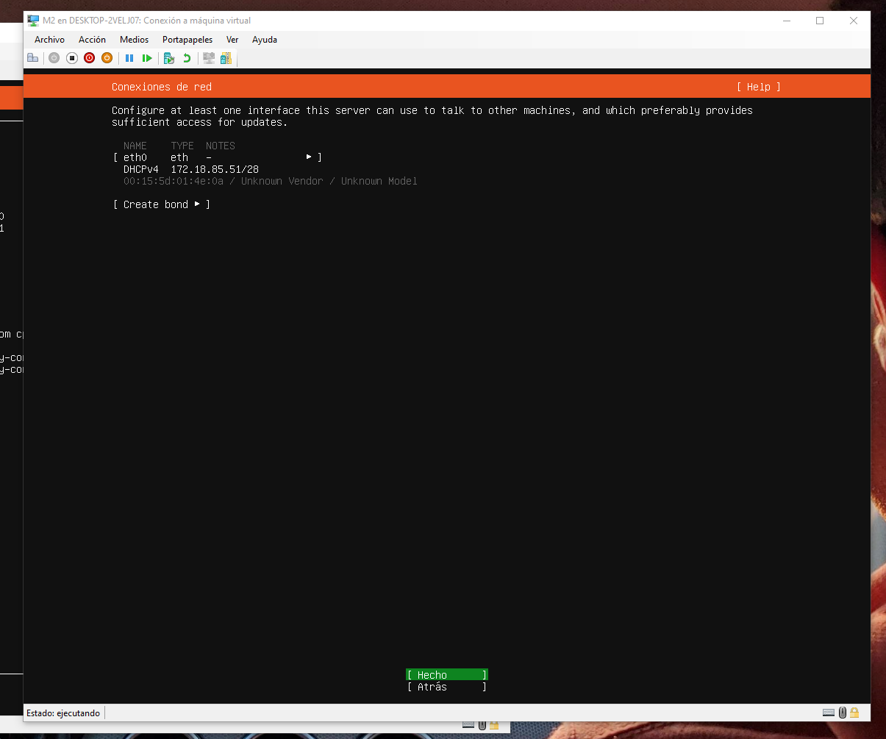 M2 en DESKTOP-2VELJ07: Conexión a máquina virtual
Archivo Acción Medios Portapapeles Ver Ayuda
Conexiones de red [ Help ]
Configure at least one interface this server can use to talk to other machines, and which preferably provides
sufficient access for updates.
NAME TYPE NOTES
[ eth0 eth - ▸ ]
DHCPv4 172.18.85.51/28
00:15:5d:01:4e:0a / Unknown Vendor / Unknown Model
[ Create bond ▸ ]
[ Hecho ]
[ Atrás ]
Estado: ejecutando